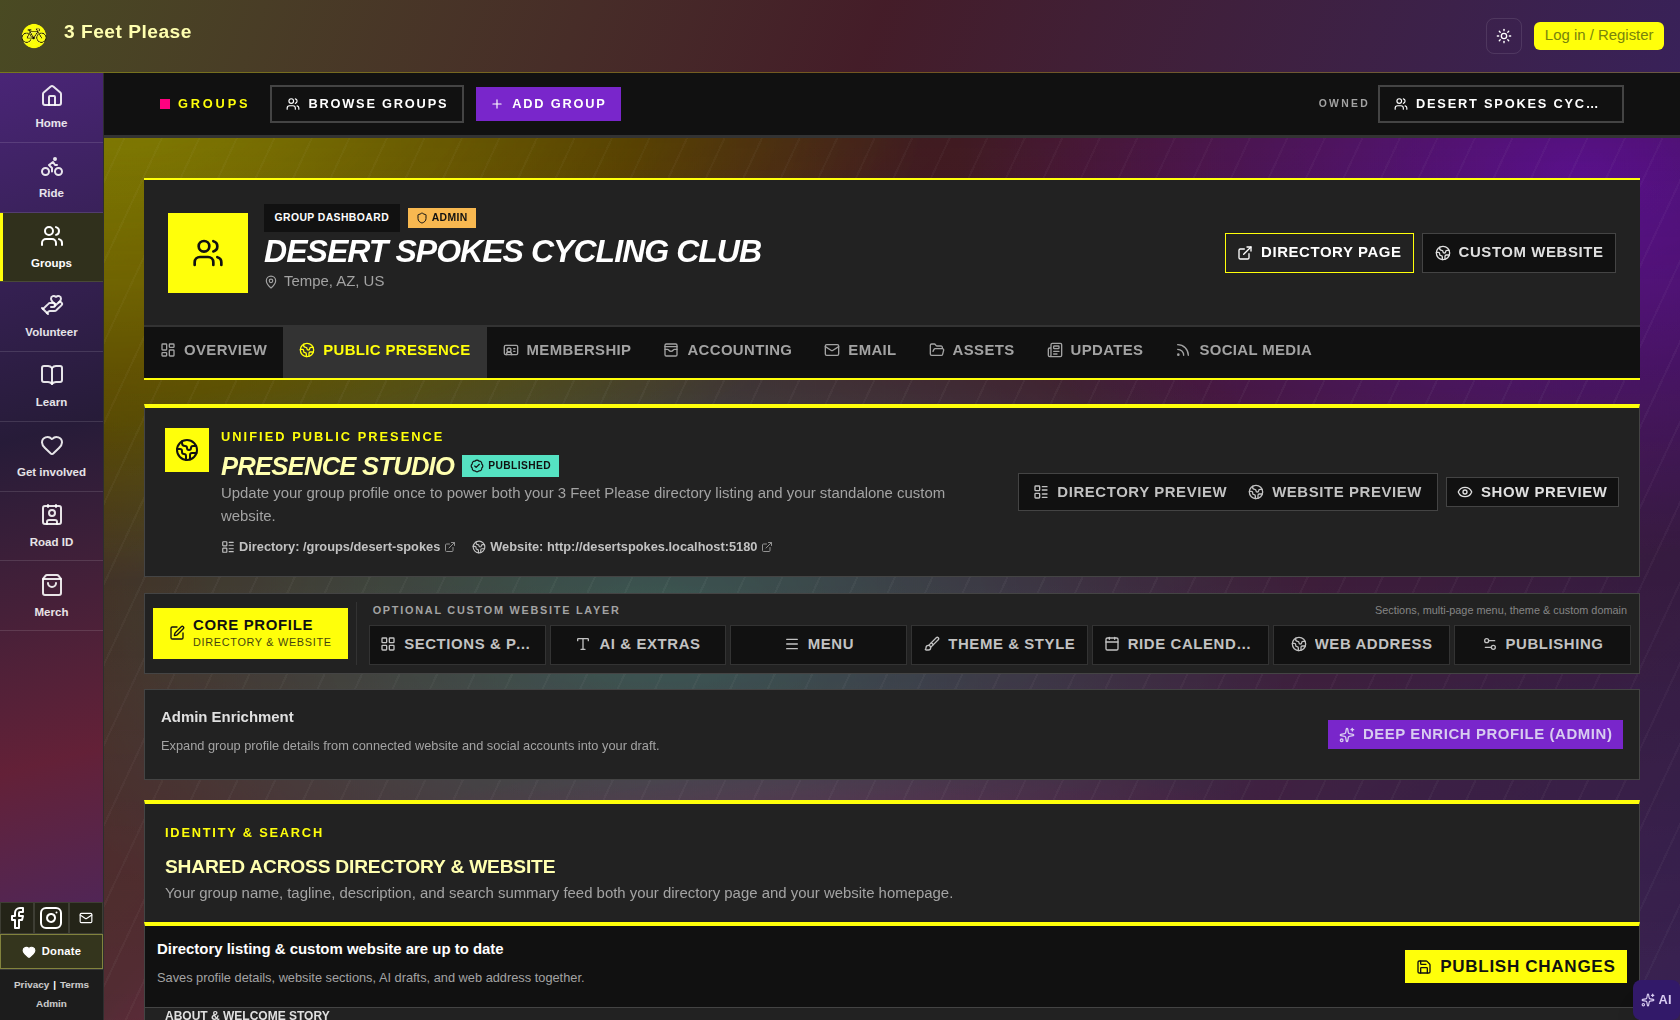 3 Feet Please
Log in / Register
Home
Ride
Groups
Volunteer
Learn
Get involved
Road ID
Merch
Donate
Privacy | Terms
Admin
GROUPS
BROWSE GROUPS
ADD GROUP
OWNED
DESERT SPOKES CYC…
GROUP DASHBOARD
ADMIN
DESERT SPOKES CYCLING CLUB
Tempe, AZ, US
DIRECTORY PAGE
CUSTOM WEBSITE
OVERVIEW
PUBLIC PRESENCE
MEMBERSHIP
ACCOUNTING
EMAIL
ASSETS
UPDATES
SOCIAL MEDIA
UNIFIED PUBLIC PRESENCE
PRESENCE STUDIO
PUBLISHED
Update your group profile once to power both your 3 Feet Please directory listing and your standalone custom
website.
Directory: /groups/desert-spokes
Website: http://desertspokes.localhost:5180
DIRECTORY PREVIEW
WEBSITE PREVIEW
SHOW PREVIEW
CORE PROFILE
DIRECTORY & WEBSITE
OPTIONAL CUSTOM WEBSITE LAYER
Sections, multi-page menu, theme & custom domain
SECTIONS & P…
AI & EXTRAS
MENU
THEME & STYLE
RIDE CALEND…
WEB ADDRESS
PUBLISHING
Admin Enrichment
Expand group profile details from connected website and social accounts into your draft.
DEEP ENRICH PROFILE (ADMIN)
IDENTITY & SEARCH
SHARED ACROSS DIRECTORY & WEBSITE
Your group name, tagline, description, and search summary feed both your directory page and your website homepage.
Directory listing & custom website are up to date
Saves profile details, website sections, AI drafts, and web address together.
PUBLISH CHANGES
AI
ABOUT & WELCOME STORY